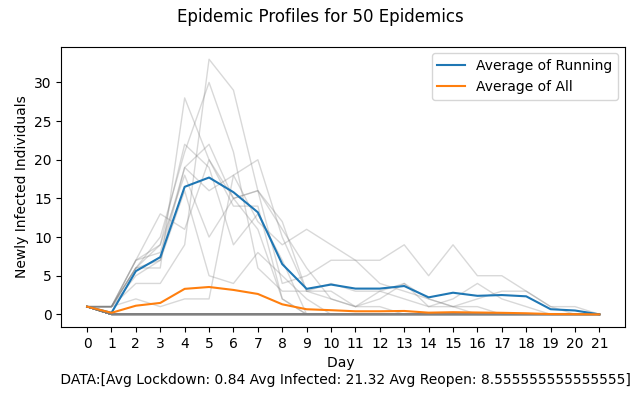 Epidemic Profiles for 50 Epidemics
Average of Running
Average of All
Newly Infected Individuals
30
25
20
15
10
5
0
0 1 2 3 4 5 6 7 8 9 10 11 12 13 14 15 16 17 18 19 20 21
Day
DATA:[Avg Lockdown: 0.84 Avg Infected: 21.32 Avg Reopen: 8.555555555555555]